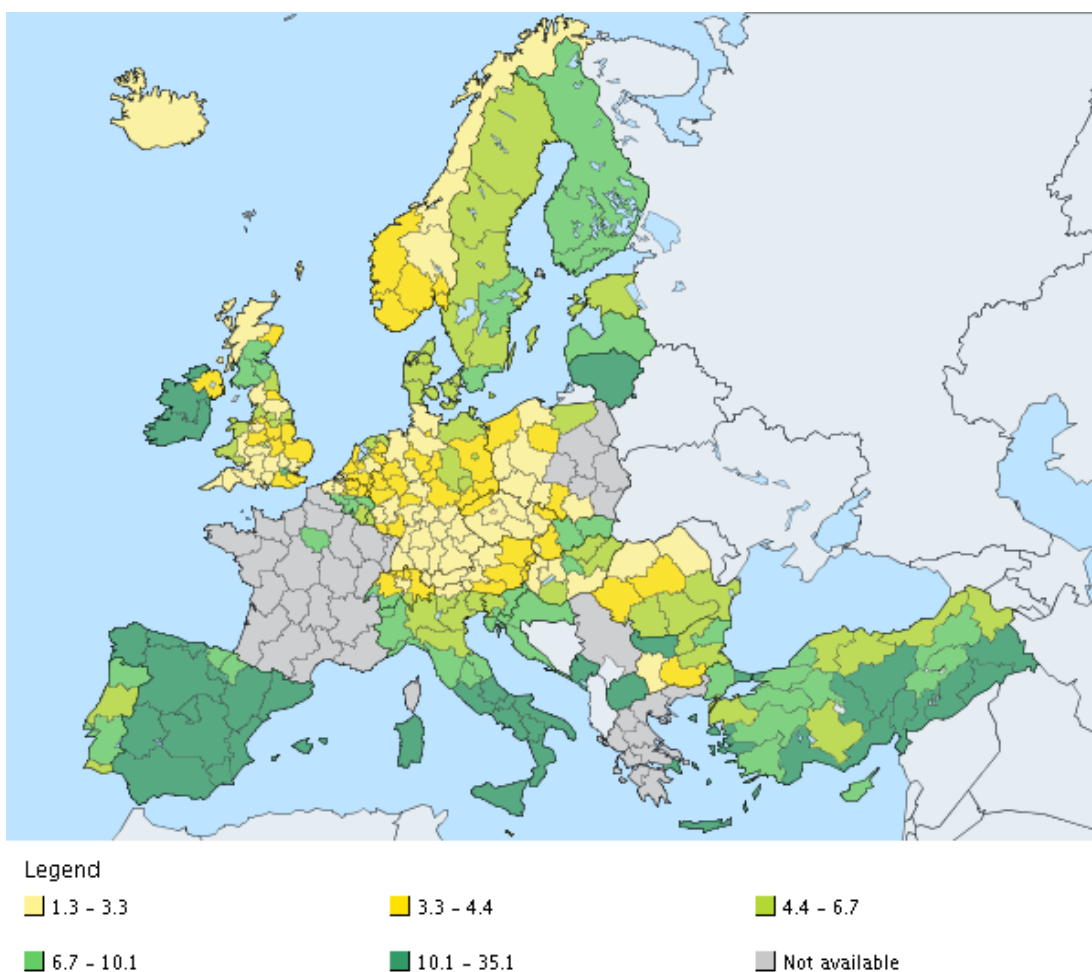 Legend
1.3 - 3.3
3.3 - 4.4
4.4 - 6.7
6.7 - 10.1
10.1 - 35.1
Not available